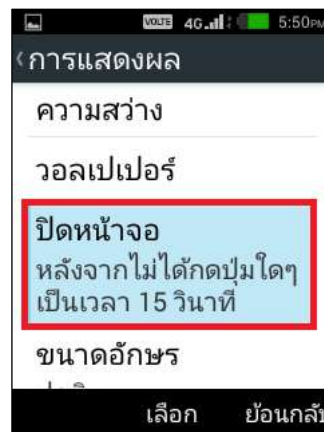 VOLTE 4G 5:50PM
การแสดงผล
ความสว่าง
วอลเปเปอร์
ปิดหน้าจอ
หลังจากไม่ได้กดปุ่มใดๆ
เป็นเวลา 15 วินาที
ขนาดอักษร
เลือก ย้อนกลับ